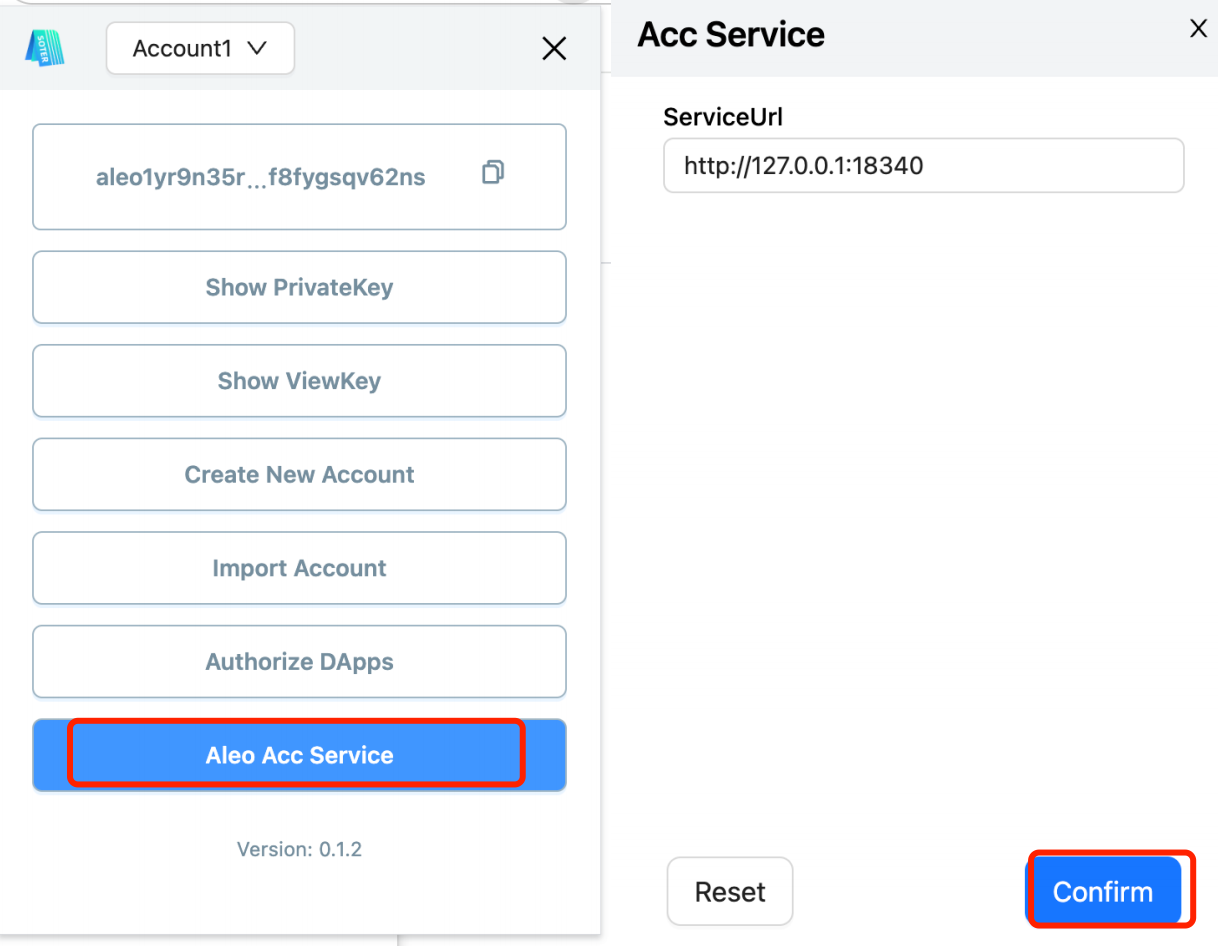 SOTER
Account1
aleo1yr9n35r...f8fygsqv62ns
Show PrivateKey
Show ViewKey
Create New Account
Import Account
Authorize DApps
Aleo Acc Service
Version: 0.1.2
Acc Service
X
ServiceUrl
http://127.0.0.1:18340
Reset
Confirm